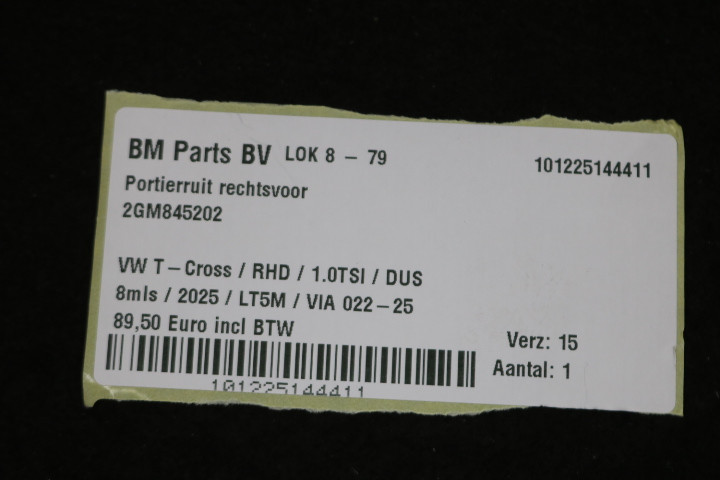 BM Parts BV LOK 8 - 79 101225144411
Portierruit rechtsvoor
2GM845202
VW T-Cross / RHD / 1.0TSI / DUS
8mls / 2025 / LT5M / VIA 022-25
89,50 Euro incl BTW
Verz: 15
Aantal: 1
101225144411